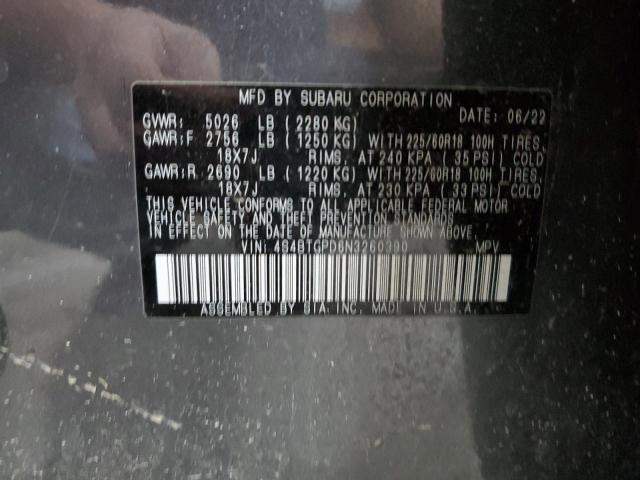 MFD BY SUBARU CORPORATION
DATE: 06/22
GVWR: 5026 LB (2280 KG)
GAWR:F 2756 LB (1250 KG) WITH 225/60R18 100H TIRES,
18X7J RIMS, AT 240 KPA (35 PSI) COLD
GAWR:R 2690 LB (1220 KG) WITH 225/60R18 100H TIRES,
18X7J RIMS, AT 230 KPA (33 PSI) COLD
THIS VEHICLE CONFORMS TO ALL APPLICABLE FEDERAL MOTOR
VEHICLE SAFETY AND THEFT PREVENTION STANDARDS
IN EFFECT ON THE DATE OF MANUFACTURE SHOWN ABOVE.
VIN: 4S4BTGPD6N3260390 MPV
ASSEMBLED BY SIA, INC. MADE IN U.S.A.